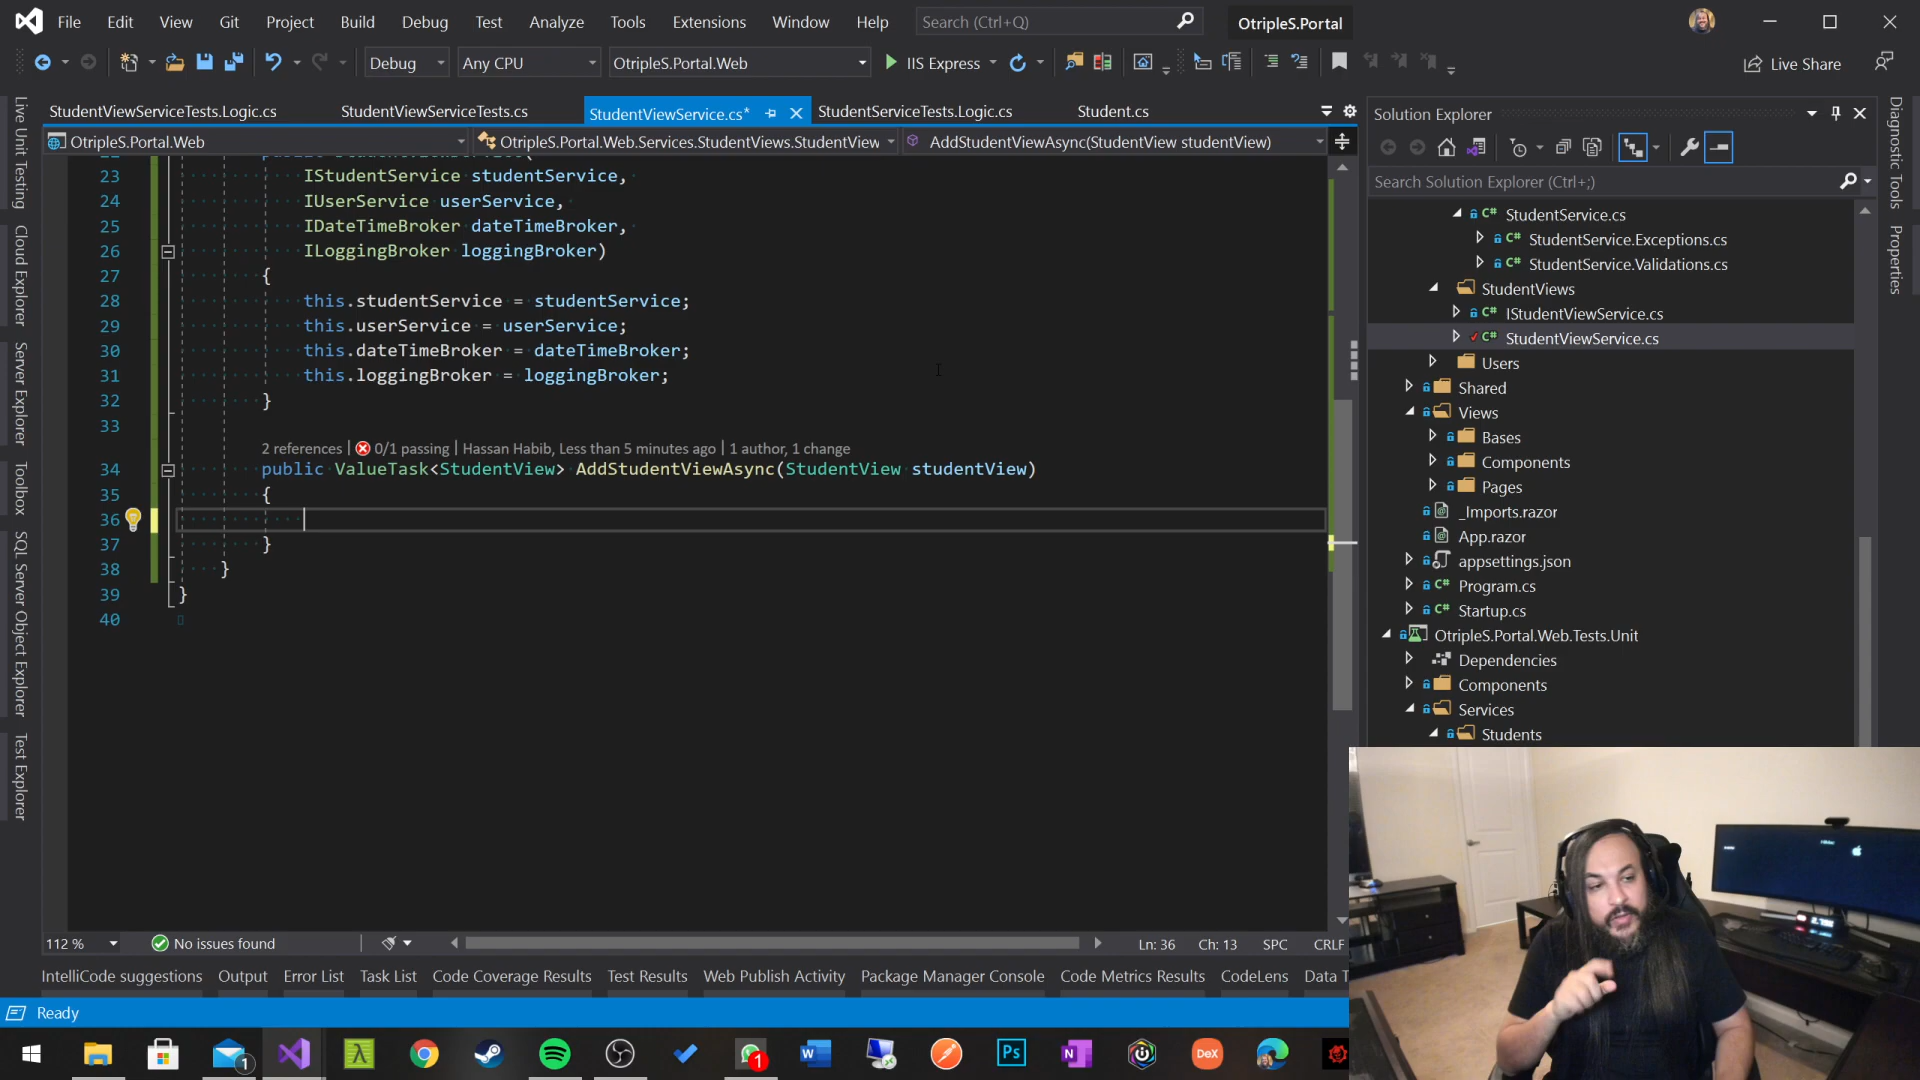 File Edit View Git Project Build Debug Test Analyze Tools Extensions Window Help Search (Ctrl+Q) OtripleS.Portal
Debug Any CPU OtripleS.Portal.Web IIS Express Live Share
StudentViewServiceTests.Logic.cs StudentViewServiceTests.cs StudentViewService.cs* StudentServiceTests.Logic.cs Student.cs
OtripleS.Portal.Web OtripleS.Portal.Web.Services.StudentViews.StudentView AddStudentViewAsync(StudentView studentView)
23 IStudentService studentService,
24 IUserService userService,
25 IDateTimeBroker dateTimeBroker,
26 ILoggingBroker loggingBroker)
27 {
28 this.studentService = studentService;
29 this.userService = userService;
30 this.dateTimeBroker = dateTimeBroker;
31 this.loggingBroker = loggingBroker;
32 }
33
2 references | 0/1 passing | Hassan Habib, Less than 5 minutes ago | 1 author, 1 change
34 public ValueTask<StudentView> AddStudentViewAsync(StudentView studentView)
35 {
36
37 }
38 }
39 }
40
112 % No issues found Ln: 36 Ch: 13 SPC CRLF
IntelliCode suggestions Output Error List Task List Code Coverage Results Test Results Web Publish Activity Package Manager Console Code Metrics Results CodeLens Data T
Ready
Live Unit Testing
Cloud Explorer
Server Explorer
Toolbox
SQL Server Object Explorer
Test Explorer
Solution Explorer
Search Solution Explorer (Ctrl+;)
C# StudentService.cs
C# StudentService.Exceptions.cs
C# StudentService.Validations.cs
StudentViews
C# IStudentViewService.cs
C# StudentViewService.cs
Users
Shared
Views
Bases
Components
Pages
_Imports.razor
App.razor
appsettings.json
C# Program.cs
C# Startup.cs
OtripleS.Portal.Web.Tests.Unit
Dependencies
Components
Services
Students
Diagnostic Tools
Properties
1
1
W
Ps
N
DeX